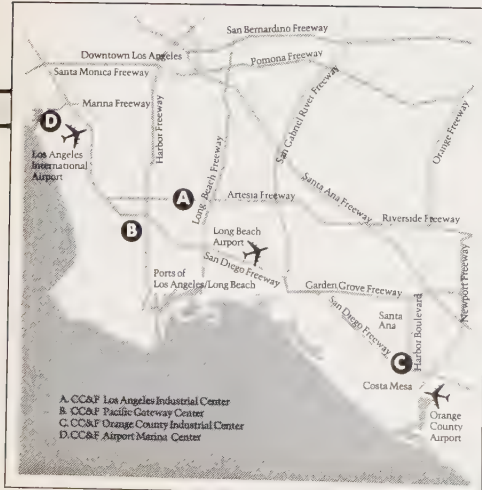 San Bernardino Freeway
Downtown Los Angeles
Pomona Freeway
Santa Monica Freeway
Marina Freeway
Harbor Freeway
San Gabriel River Freeway
Orange Freeway
D
Los Angeles
International
Airport
Long Beach Freeway
Santa Ana Freeway
A
Artesia Freeway
Riverside Freeway
B
Long Beach
Airport
San Diego Freeway
Newport Freeway
Ports of
Los Angeles/Long Beach
Garden Grove Freeway
San Diego Freeway
Santa
Ana
Harbor Boulevard
C
Costa Mesa
Orange
County
Airport
A. CC&F Los Angeles Industrial Center
B. CC&F Pacific Gateway Center
C. CC&F Orange County Industrial Center
D. CC&F Airport Marina Center